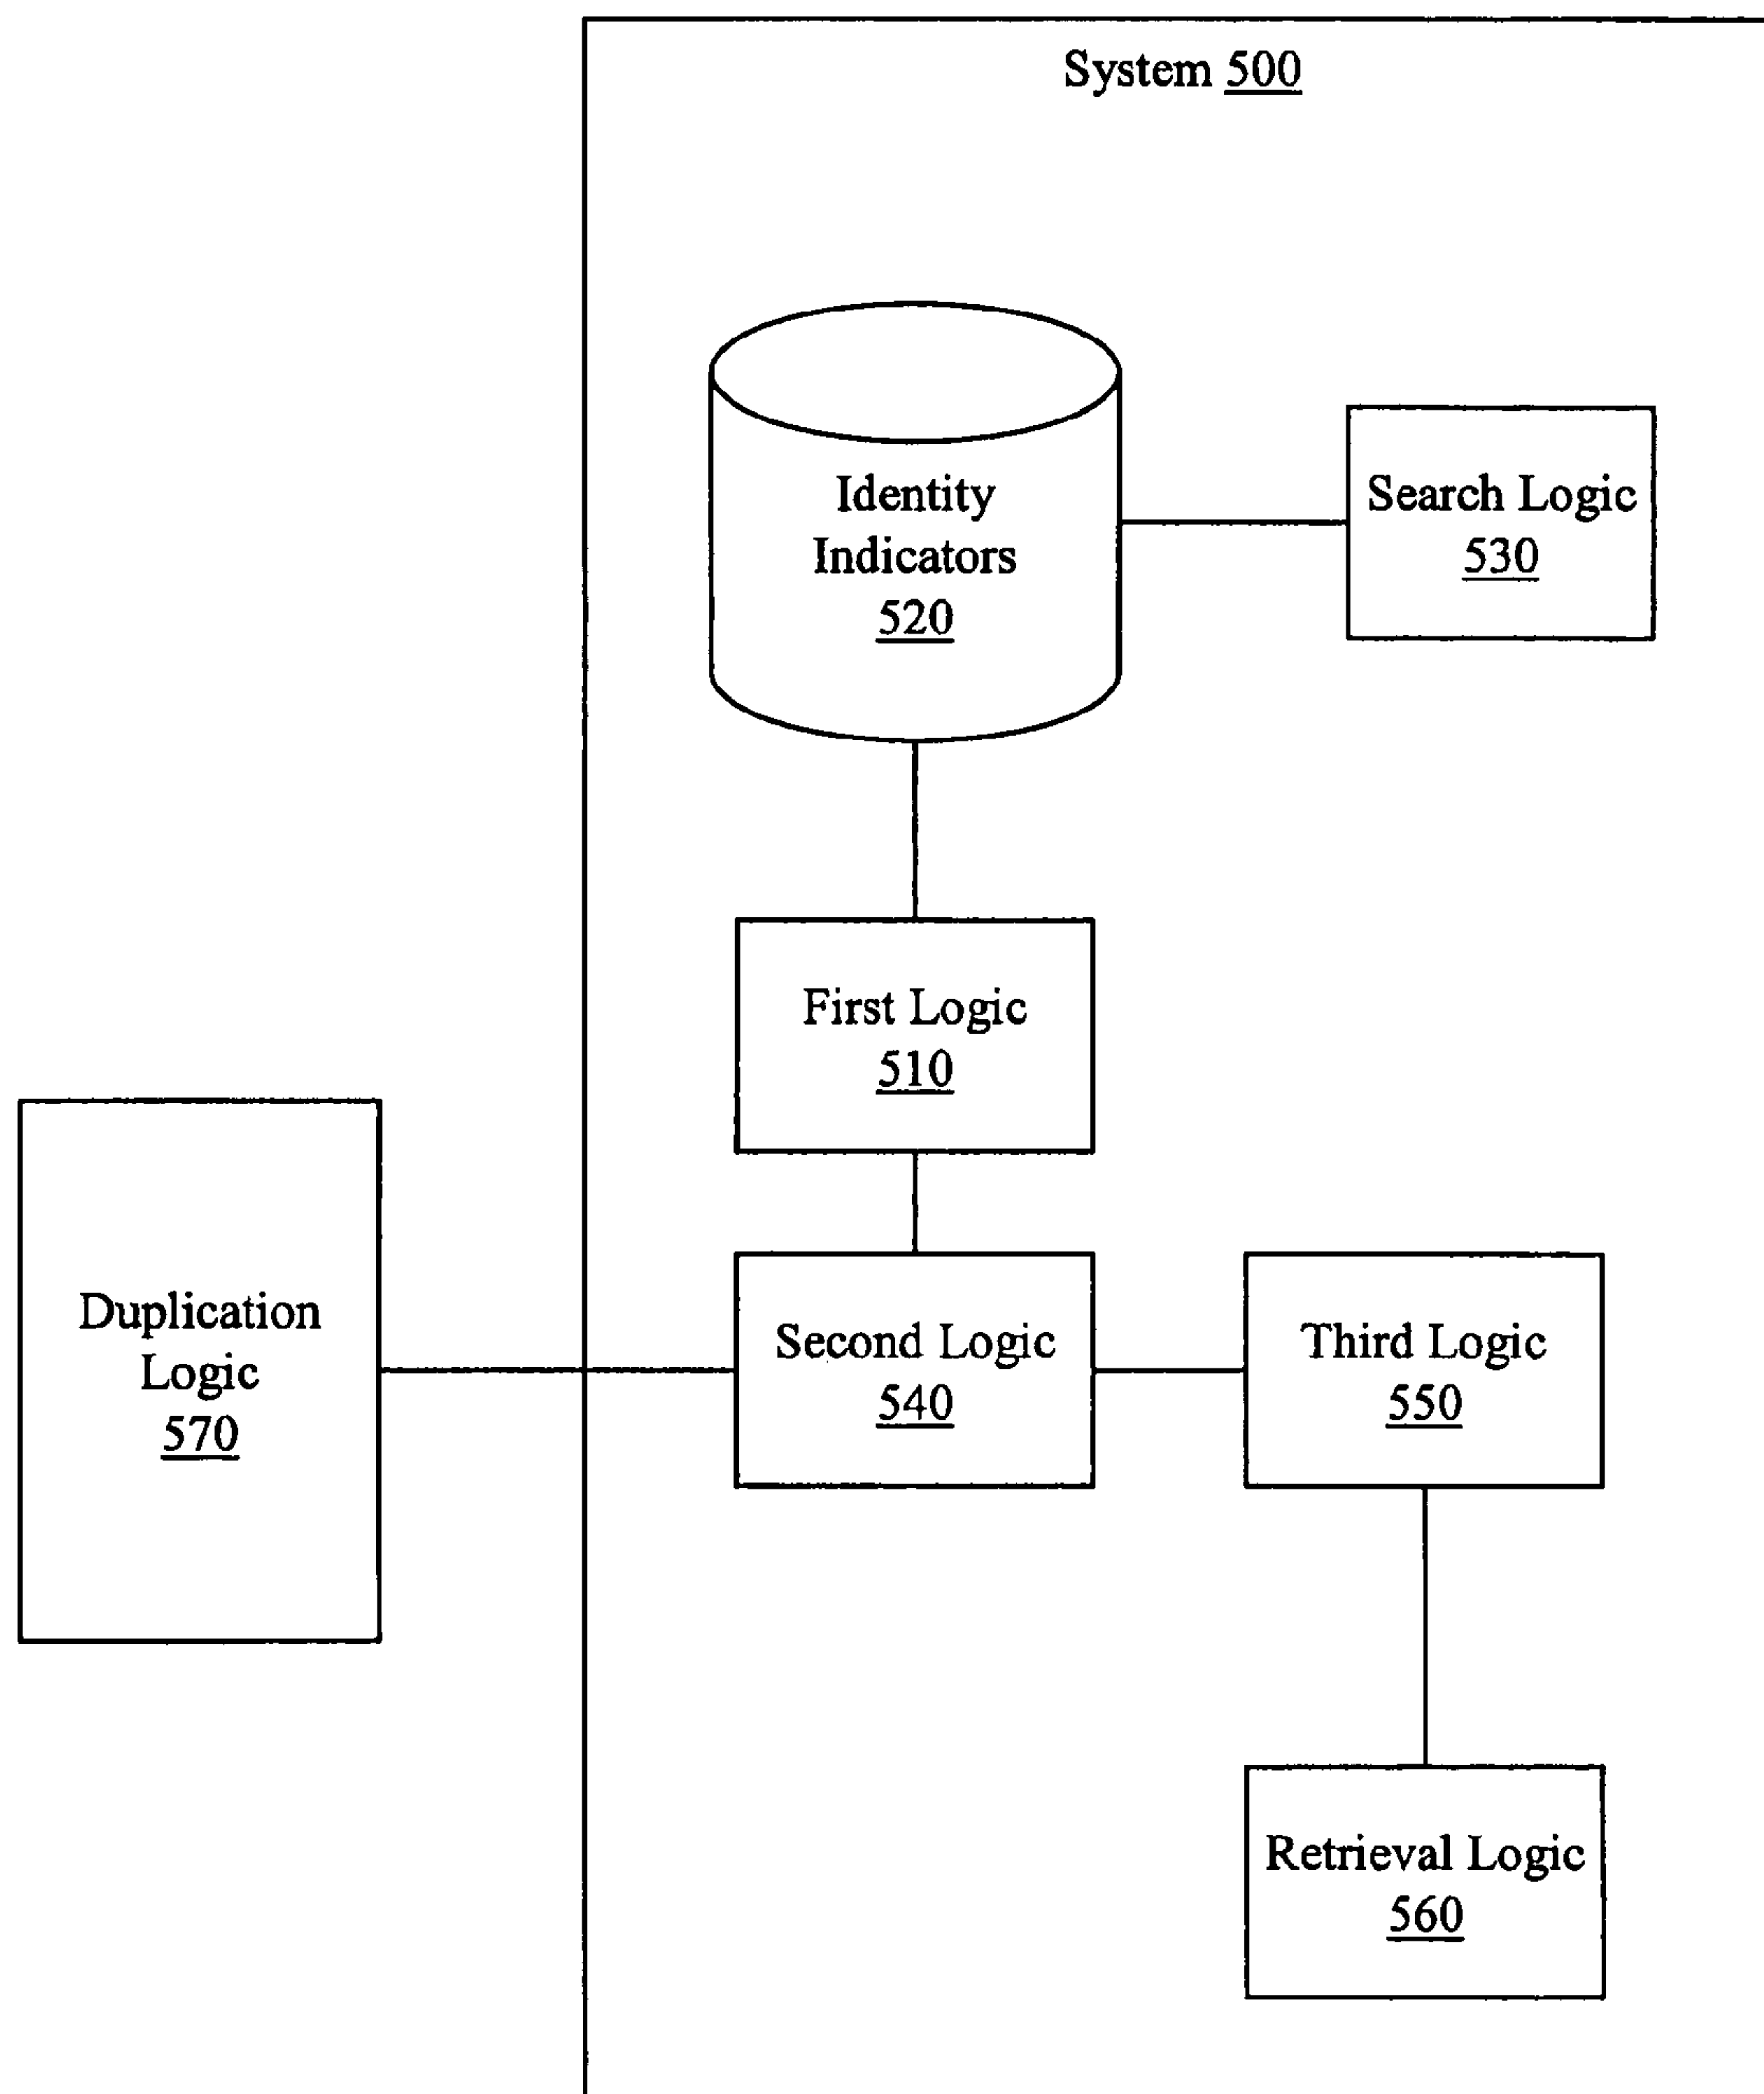 System 500
Identity
Indicators
520
Search Logic
530
First Logic
510
Duplication
Logic
570
Second Logic
540
Third Logic
550
Retrieval Logic
560